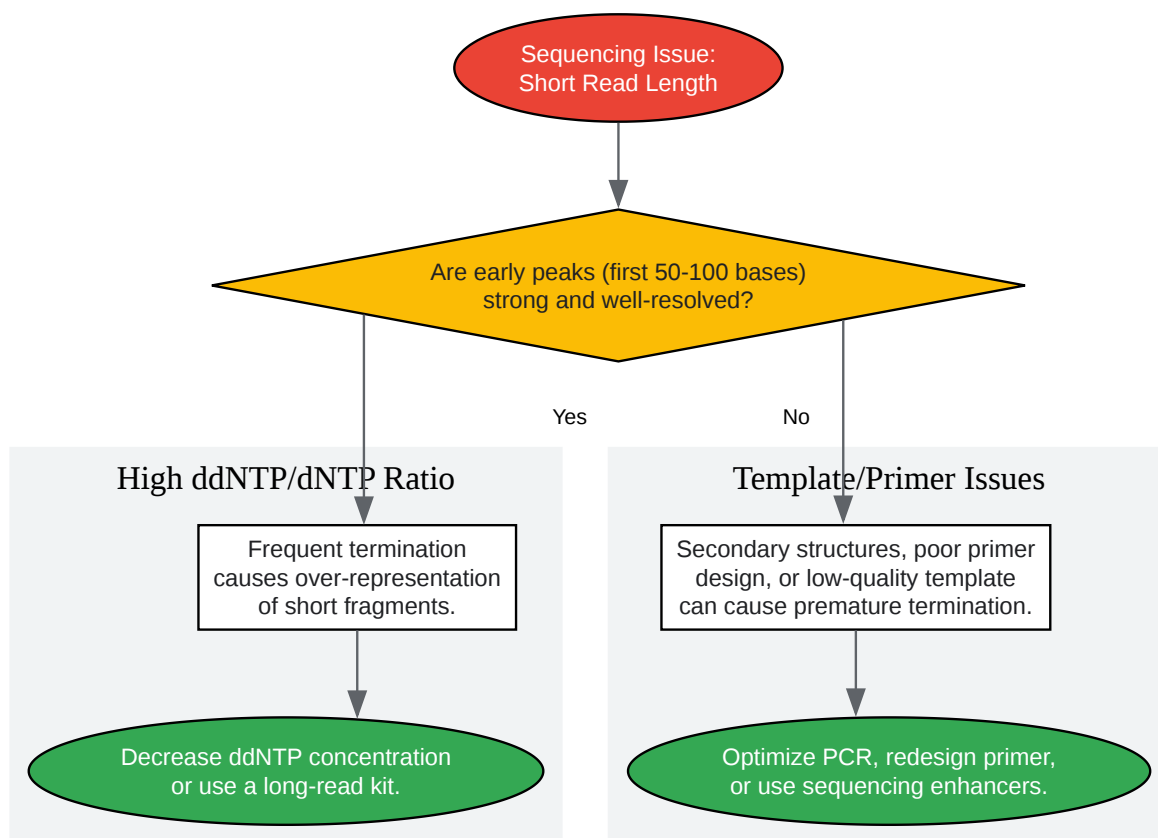 Sequencing Issue:
Short Read Length
Are early peaks (first 50-100 bases)
strong and well-resolved?
Yes
No
High ddNTP/dNTP Ratio
Frequent termination
causes over-representation
of short fragments.
Decrease ddNTP concentration
or use a long-read kit.
Template/Primer Issues
Secondary structures, poor primer
design, or low-quality template
can cause premature termination.
Optimize PCR, redesign primer,
or use sequencing enhancers.